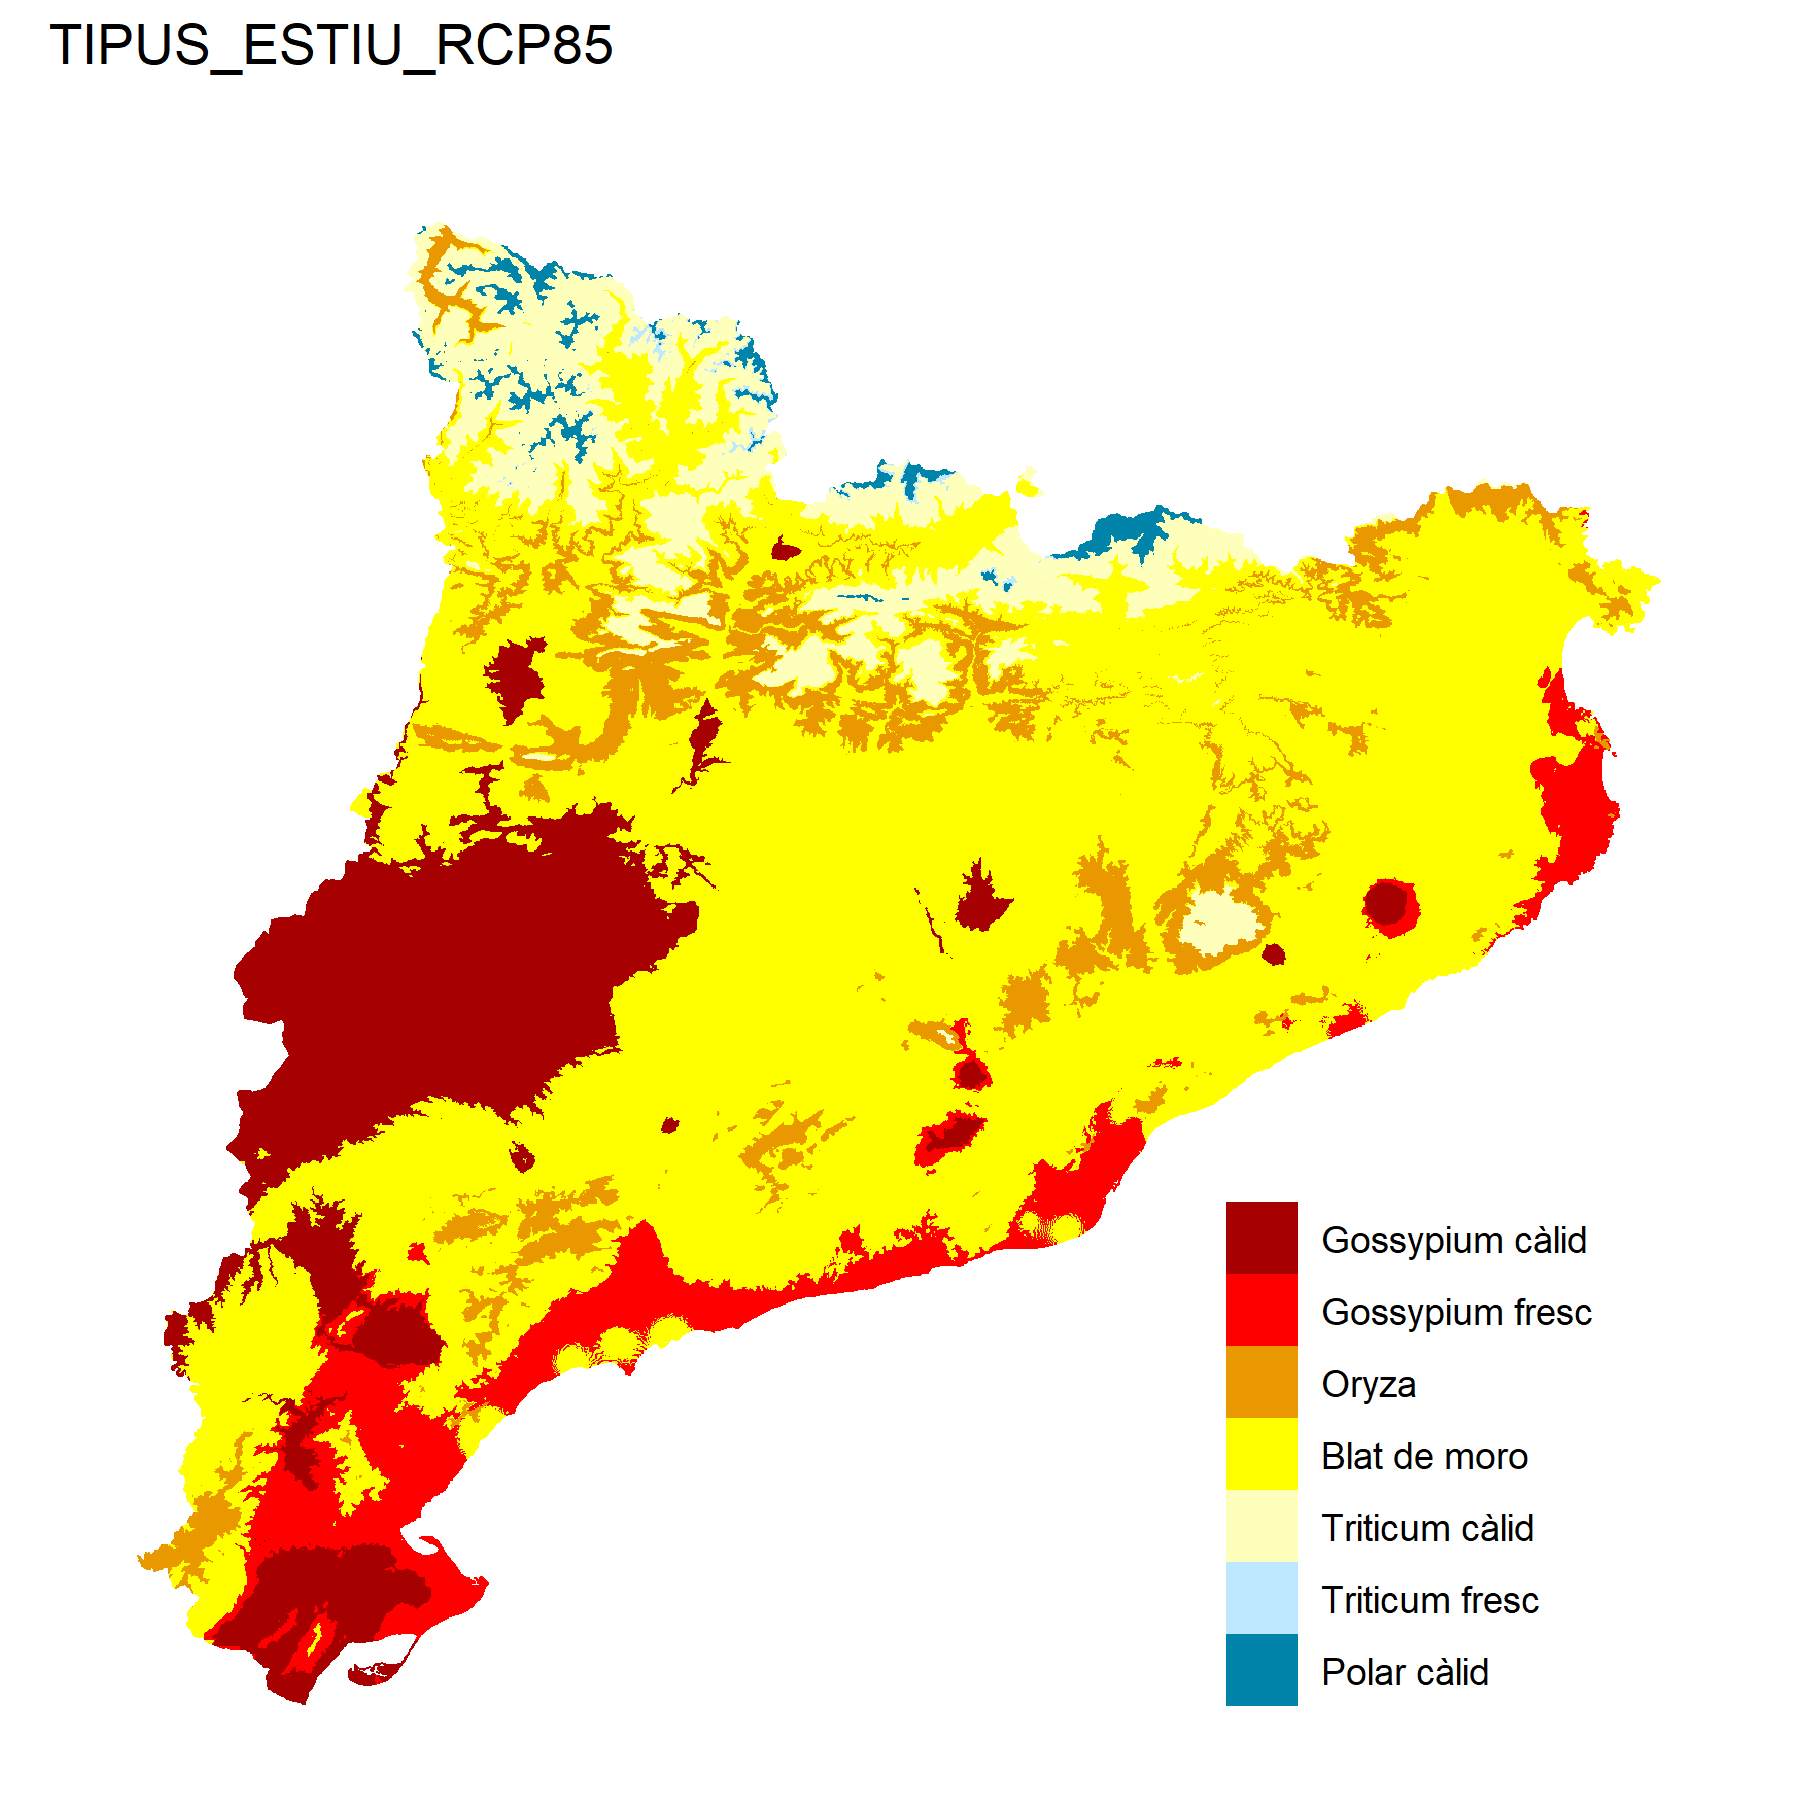 TIPUS_ESTIU_RCP85
Gossypium càlid
Gossypium fresc
Oryza
Blat de moro
Triticum càlid
Triticum fresc
Polar càlid